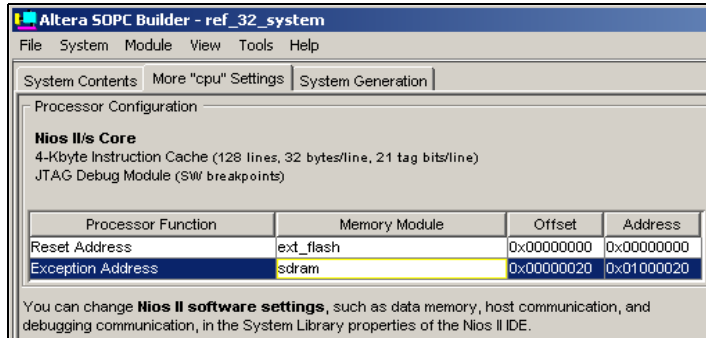 Altera SOPC Builder - ref_32_system
File System Module View Tools Help
System Contents More "cpu" Settings System Generation
Processor Configuration
Nios II/s Core
4-Kbyte Instruction Cache (128 lines, 32 bytes/line, 21 tag bits/line)
JTAG Debug Module (SW breakpoints)
Processor Function Memory Module Offset Address
Reset Address ext_flash 0x00000000 0x00000000
Exception Address sdram 0x00000020 0x01000020
You can change Nios II software settings, such as data memory, host communication, and
debugging communication, in the System Library properties of the Nios II IDE.